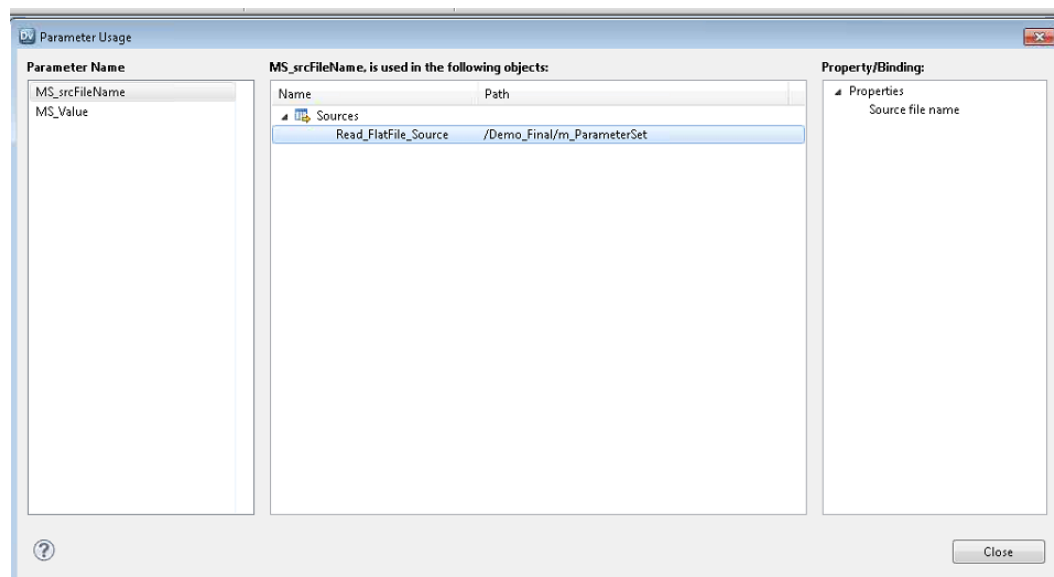 Parameter Usage
Parameter Name
MS_srcFileName
MS_Value
MS_srcFileName, is used in the following objects:
Name Path
Sources
Read_FlatFile_Source /Demo_Final/m_ParameterSet
Property/Binding:
Properties
Source file name
?
Close